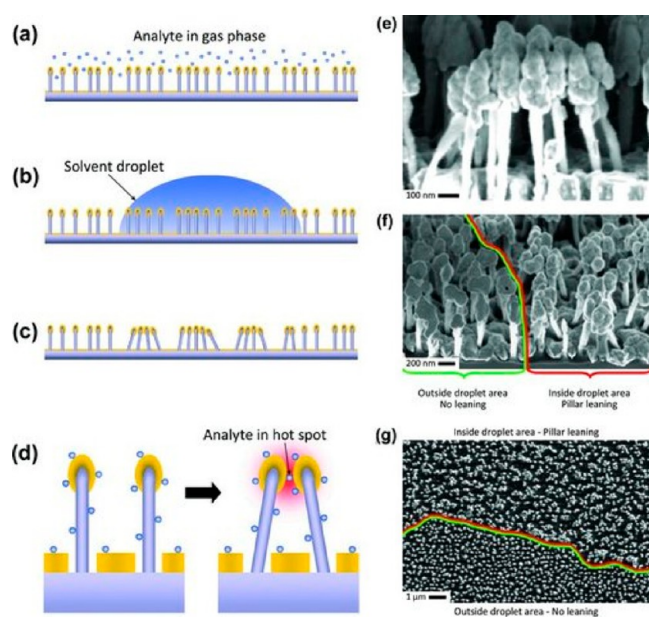 (a)
Analyte in gas phase
(b)
Solvent droplet
(c)
(d)
Analyte in hot spot
(e)
100 nm
(f)
200 nm
Outside droplet area
No leaning
Inside droplet area
Pillar leaning
(g)
Inside droplet area - Pillar leaning
1 µm
Outside droplet area - No leaning